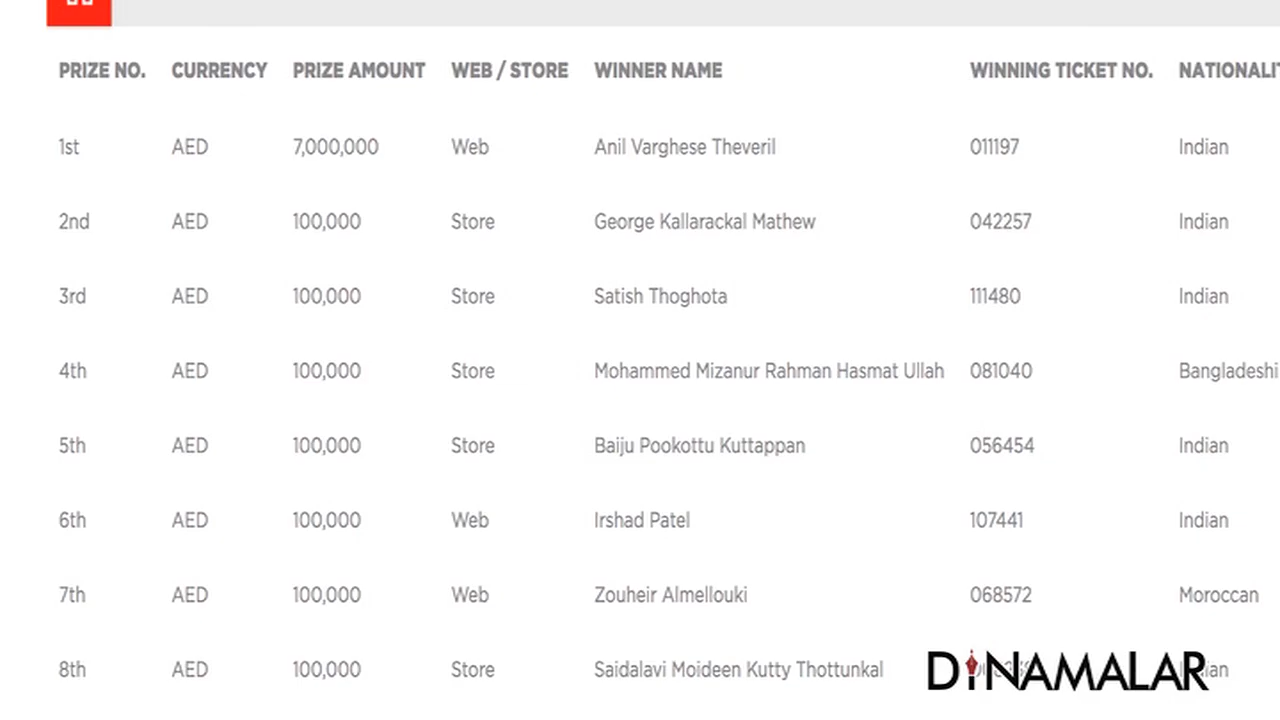 PRIZE NO. CURRENCY PRIZE AMOUNT WEB / STORE WINNER NAME WINNING TICKET NO. NATIONALIT
1st AED 7,000,000 Web Anil Varghese Theveril 011197 Indian
2nd AED 100,000 Store George Kallarackal Mathew 042257 Indian
3rd AED 100,000 Store Satish Thoghota 111480 Indian
4th AED 100,000 Store Mohammed Mizanur Rahman Hasmat Ullah 081040 Bangladeshi
5th AED 100,000 Store Baiju Pookottu Kuttappan 056454 Indian
6th AED 100,000 Web Irshad Patel 107441 Indian
7th AED 100,000 Web Zouheir Almellouki 068572 Moroccan
8th AED 100,000 Store Saidalavi Moideen Kutty Thottunkal
DINAMALAR